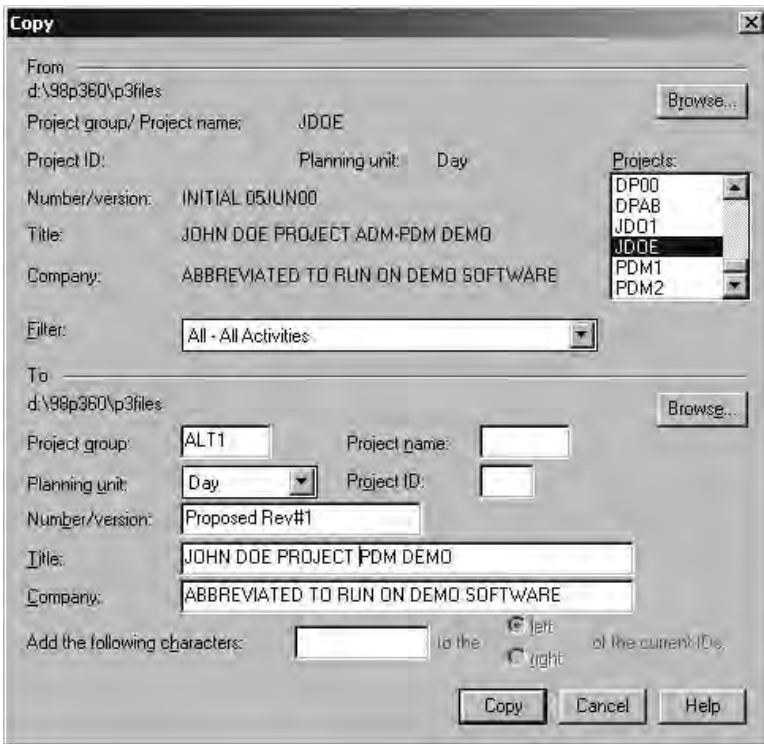 Copy
From
d:\98p360\p3files
Browse...
Project group/ Project name: JDOE
Project ID: Planning unit: Day
Projects:
DP00
DPAB
JDO1
JDOE
PDM1
PDM2
Number/version: INITIAL 05JUN00
Title: JOHN DOE PROJECT ADM-PDM DEMO
Company: ABBREVIATED TO RUN ON DEMO SOFTWARE
Filter: All - All Activities
To
d:\98p360\p3files
Browse...
Project group: ALT1 Project name:
Planning unit: Day Project ID:
Number/version: Proposed Rev#1
Title: JOHN DOE PROJECT PDM DEMO
Company: ABBREVIATED TO RUN ON DEMO SOFTWARE
Add the following characters: to the left right of the current IDs.
Copy Cancel Help